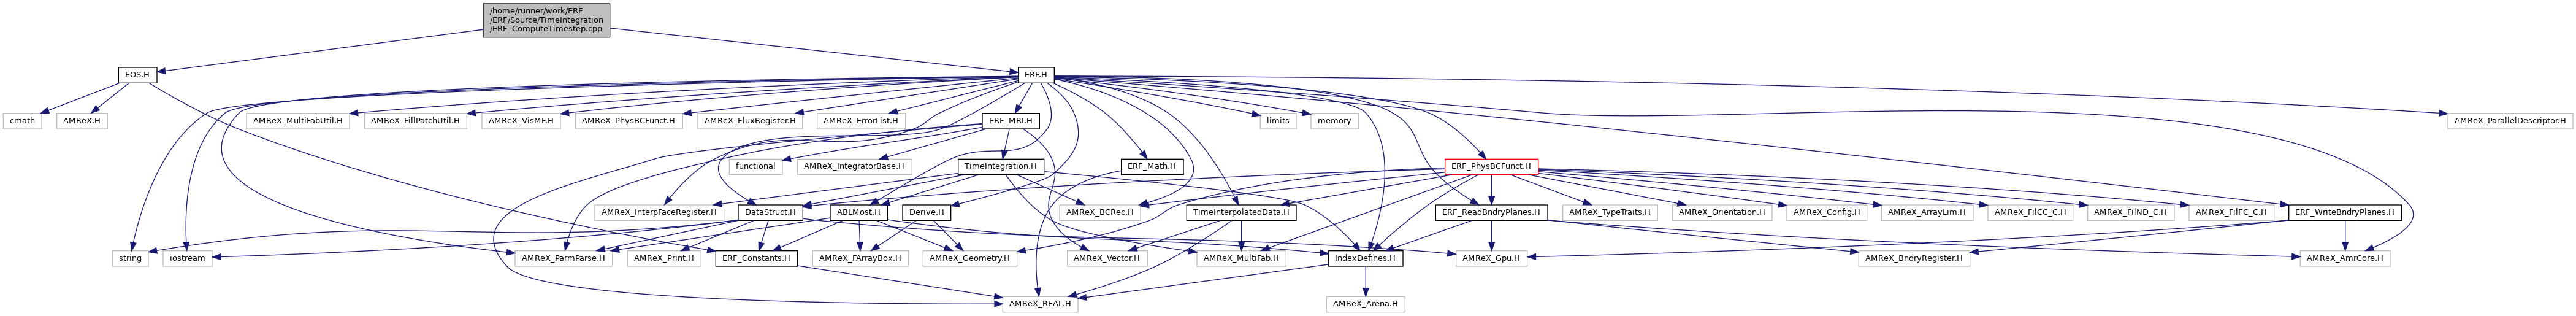 /home/runner/work/ERF
/ERF/Source/TimeIntegration
/ERF_ComputeTimestep.cpp
EOS.H
ERF.H
cmath
AMReX.H
AMReX_MultiFabUtil.H
AMReX_FillPatchUtil.H
AMReX_VisMF.H
AMReX_PhysBCFunct.H
AMReX_FluxRegister.H
AMReX_ErrorList.H
ERF_MRI.H
limits
memory
AMReX_ParallelDescriptor.H
functional
AMReX_IntegratorBase.H
TimeIntegration.H
ERF_Math.H
ERF_PhysBCFunct.H
AMReX_InterpFaceRegister.H
DataStruct.H
ABLMost.H
Derive.H
AMReX_BCRec.H
TimeInterpolatedData.H
ERF_ReadBndryPlanes.H
AMReX_TypeTraits.H
AMReX_Orientation.H
AMReX_Config.H
AMReX_ArrayLim.H
AMReX_FilCC_C.H
AMReX_FilND_C.H
AMReX_FilFC_C.H
ERF_WriteBndryPlanes.H
string
iostream
AMReX_ParmParse.H
AMReX_Print.H
ERF_Constants.H
AMReX_FArrayBox.H
AMReX_Geometry.H
AMReX_Vector.H
AMReX_MultiFab.H
IndexDefines.H
AMReX_Gpu.H
AMReX_BndryRegister.H
AMReX_AmrCore.H
AMReX_REAL.H
AMReX_Arena.H